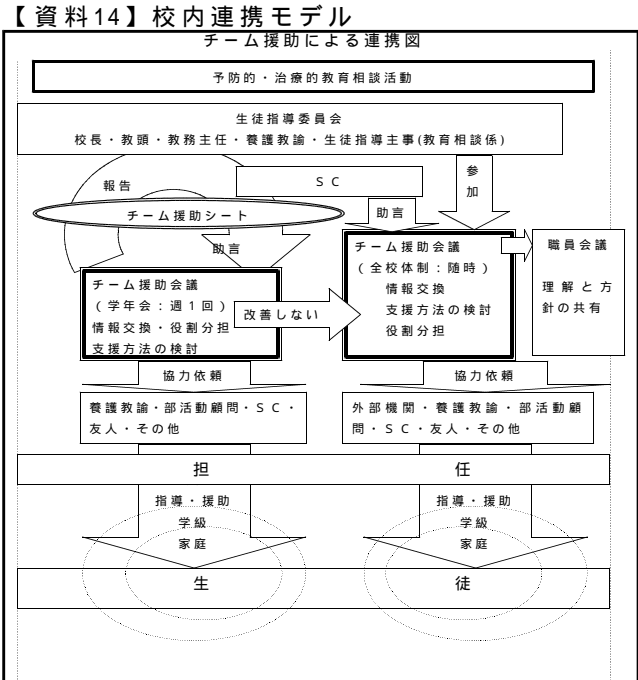 【資料14】校内連携モデル
チーム援助による連携図
予防的・治療的教育相談活動
生徒指導委員会
校長・教頭・教務主任・養護教諭・生徒指導主事(教育相談係)
報告
SC
参
加
チーム援助シート
助言
助言
チーム援助会議
(学年会:週1回)
情報交換・役割分担
支援方法の検討
改善しない
チーム援助会議
(全校体制:随時)
情報交換
支援方法の検討
役割分担
職員会議
理解と方
針の共有
協力依頼
協力依頼
養護教諭・部活動顧問・SC・
友人・その他
外部機関・養護教諭・部活動顧
問・SC・友人・その他
担 任
指導・援助
学級
家庭
指導・援助
学級
家庭
生 徒